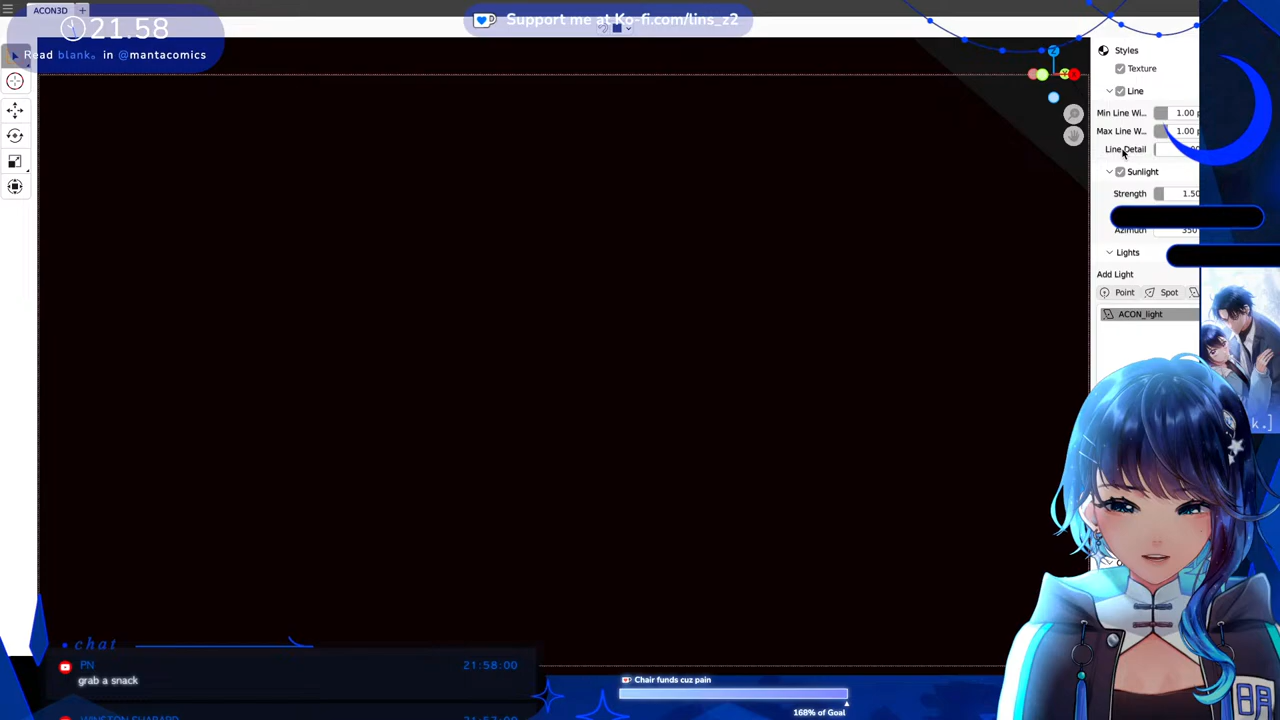 ACON3D
+
21:58
Support me at Ko-fi.com/lins_z2
Read blank。 in @mantacomics
Z
Styles
Texture
Line
Min Line Wi... 1.00 p
Max Line W... 1.00 p
Line Detail
Sunlight
Strength 1.50
Azimuth 350
Lights
Add Light
Point Spot
ACON_light
k.]
chat
PN 21:58:00
grab a snack
Chair funds cuz pain
168% of Goal